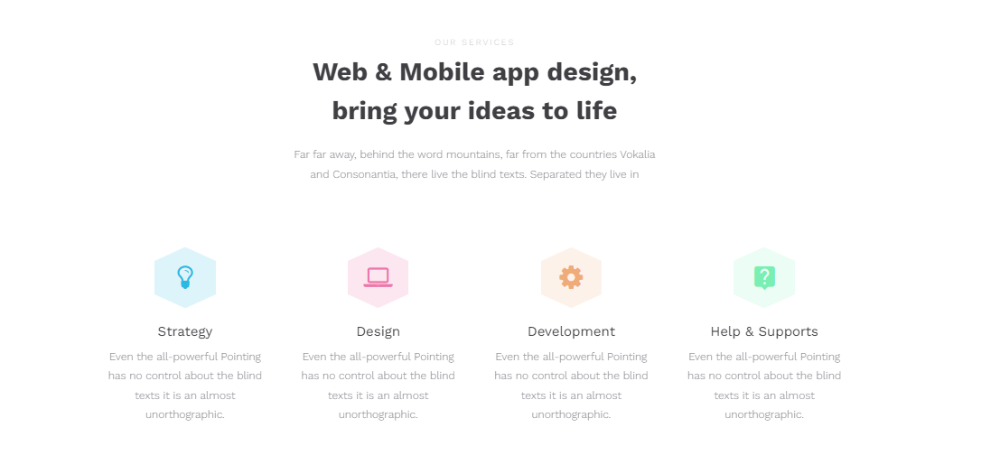 OUR SERVICES
Web & Mobile app design,
bring your ideas to life
Far far away, behind the word mountains, far from the countries Vokalia
and Consonantia, there live the blind texts. Separated they live in
Strategy
Even the all-powerful Pointing
has no control about the blind
texts it is an almost
unorthographic.
Design
Even the all-powerful Pointing
has no control about the blind
texts it is an almost
unorthographic.
Development
Even the all-powerful Pointing
has no control about the blind
texts it is an almost
unorthographic.
Help & Supports
Even the all-powerful Pointing
has no control about the blind
texts it is an almost
unorthographic.